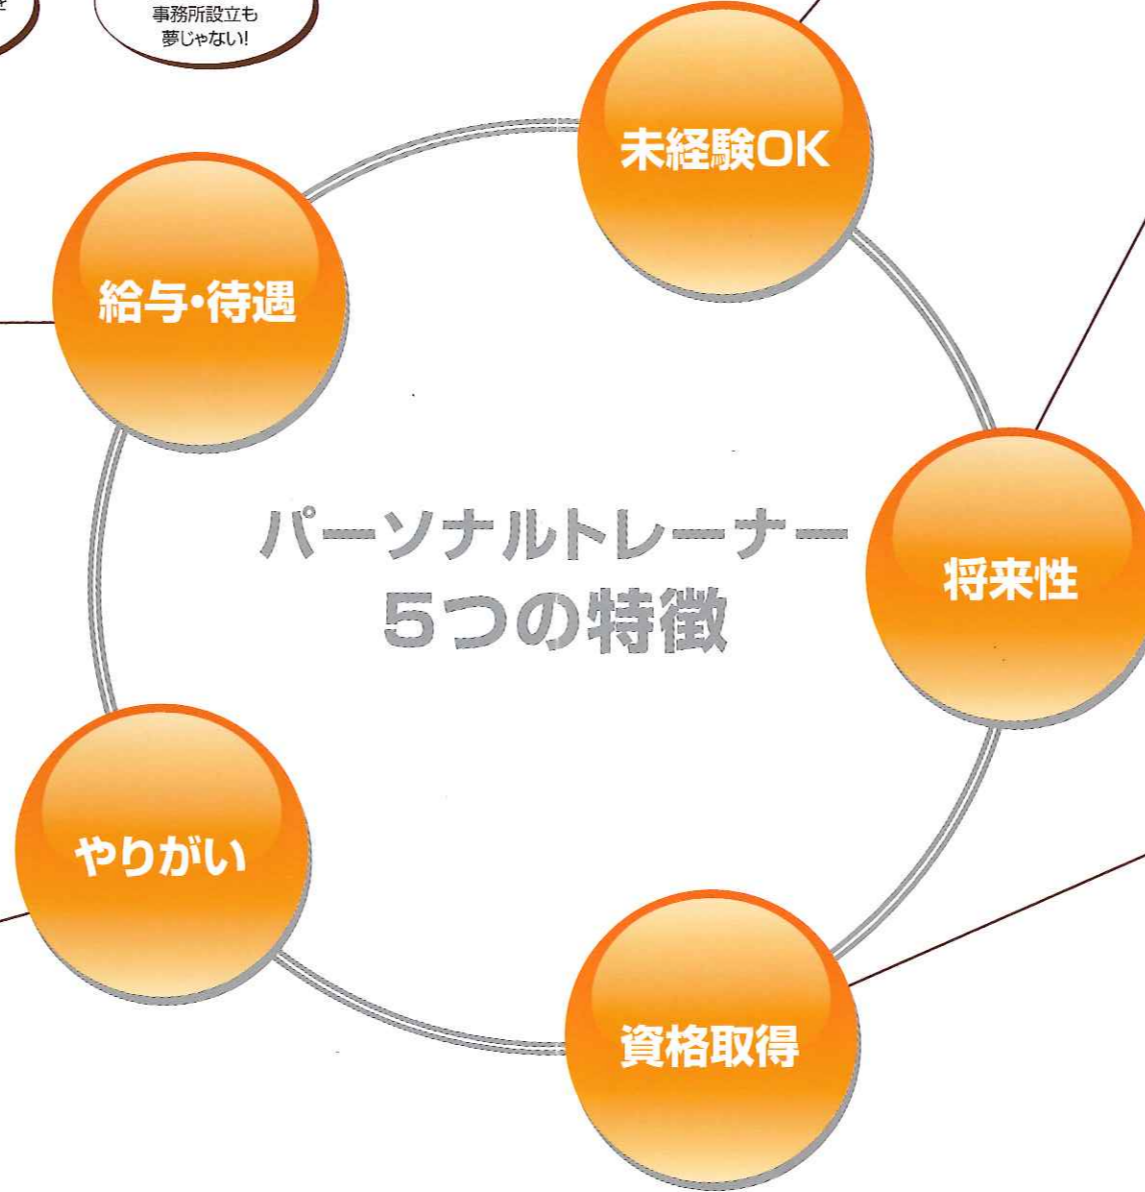 を
事務所設立も
夢じゃない!
未経験OK
給与・待遇
パーソナルトレーナー
5つの特徴
将来性
やりがい
資格取得